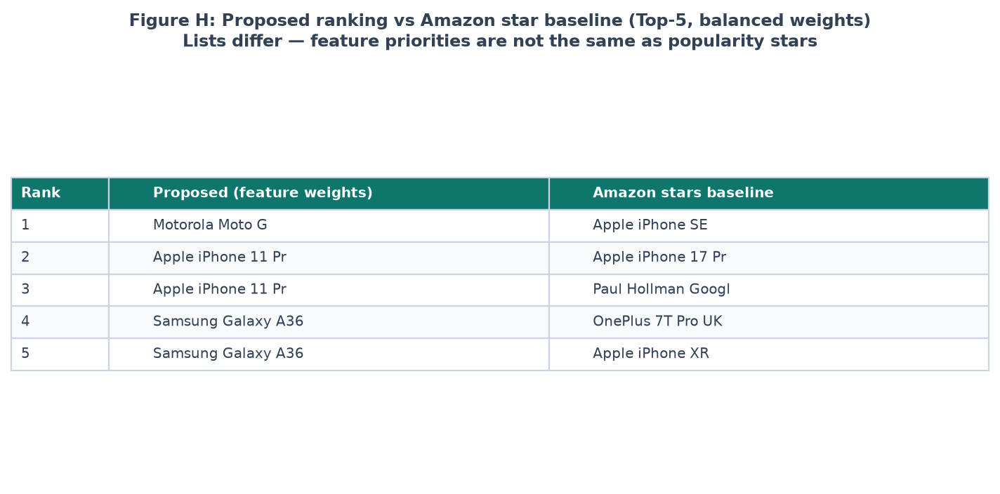 Figure H: Proposed ranking vs Amazon star baseline (Top-5, balanced weights)
Lists differ — feature priorities are not the same as popularity stars
Rank Proposed (feature weights) Amazon stars baseline
1 Motorola Moto G Apple iPhone SE
2 Apple iPhone 11 Pr Apple iPhone 17 Pr
3 Apple iPhone 11 Pr Paul Hollman Googl
4 Samsung Galaxy A36 OnePlus 7T Pro UK
5 Samsung Galaxy A36 Apple iPhone XR